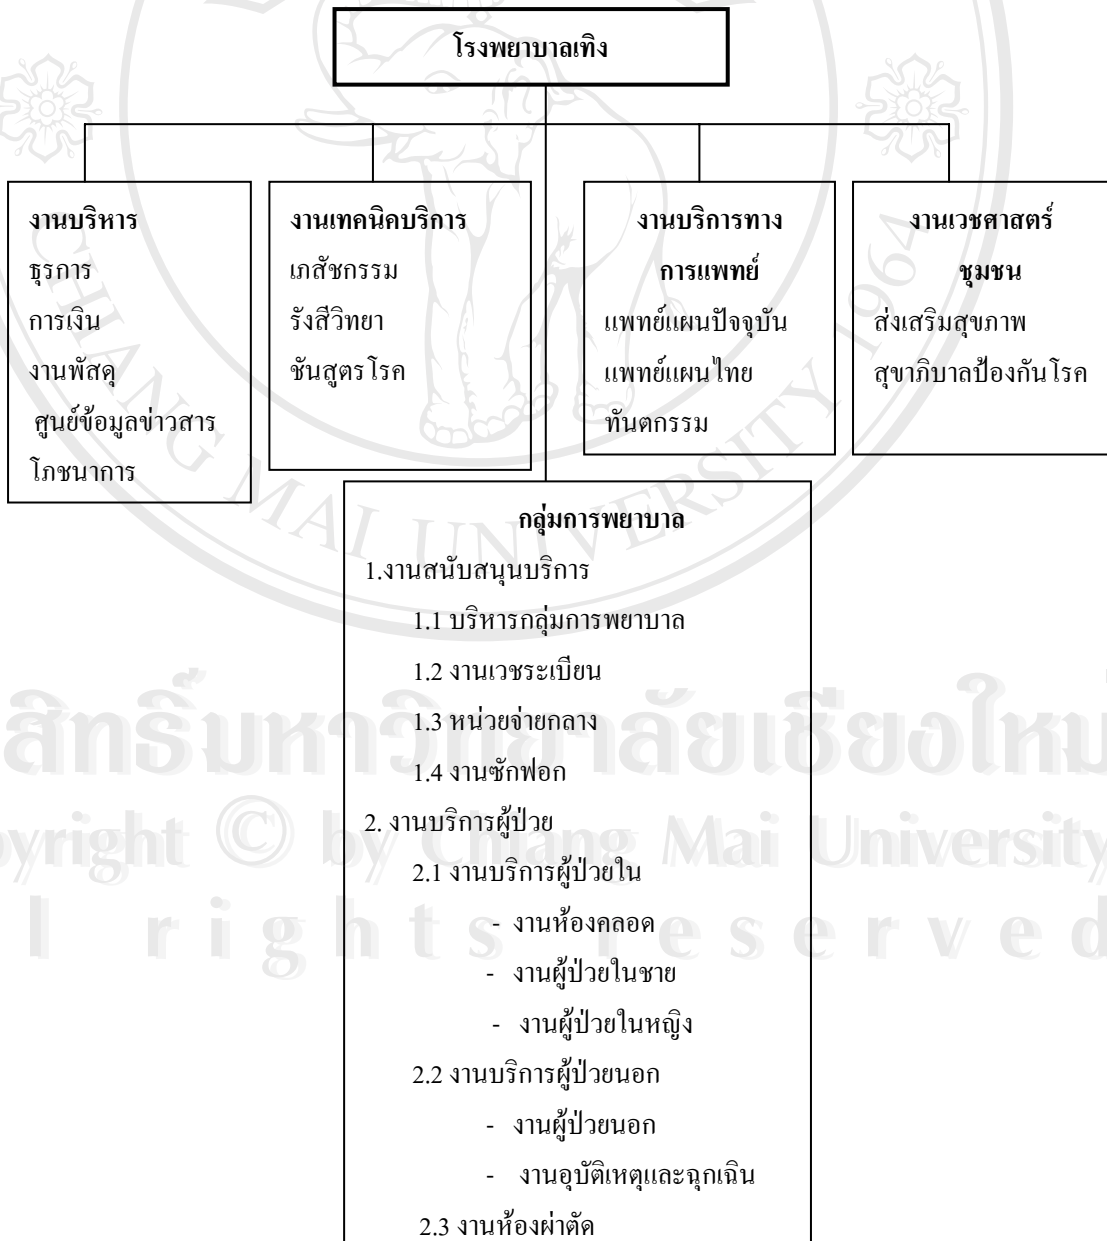 โรงพยาบาลเทิง
งานบริหาร
ธุรการ
การเงิน
งานพัสดุ
ศูนย์ข้อมูลข่าวสาร
โภชนาการ
งานเทคนิคบริการ
เภสัชกรรม
รังสีวิทยา
ชันสูตรโรค
งานบริการทาง
การแพทย์
แพทย์แผนปัจจุบัน
แพทย์แผนไทย
ทันตกรรม
งานเวชศาสตร์
ชุมชน
ส่งเสริมสุขภาพ
สุขาภิบาลป้องกันโรค
กลุ่มการพยาบาล
1.งานสนับสนุนบริการ
1.1 บริหารกลุ่มการพยาบาล
1.2 งานเวชระเบียน
1.3 หน่วยจ่ายกลาง
1.4 งานซักฟอก
2. งานบริการผู้ป่วย
2.1 งานบริการผู้ป่วยใน
- งานห้องคลอด
- งานผู้ป่วยในชาย
- งานผู้ป่วยในหญิง
2.2 งานบริการผู้ป่วยนอก
- งานผู้ป่วยนอก
- งานอุบัติเหตุและฉุกเฉิน
2.3 งานห้องผ่าตัด
CHIANG MAI UNIVERSITY 1964
สิทธิ์มหาวิทยาลัยเชียงใหม่
yright © by Chiang Mai University
l rights reserved